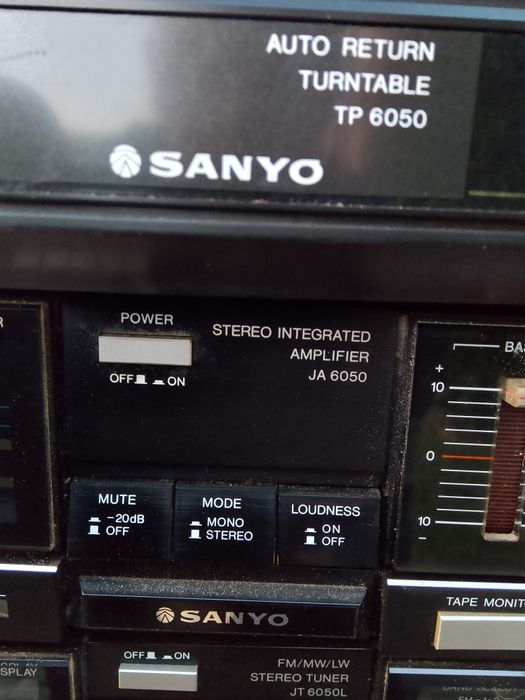 AUTO RETURN
TURNTABLE
TP 6050
SANYO
POWER
OFF ON
STEREO INTEGRATED
AMPLIFIER
JA 6050
+
10
0
10
-
MUTE
-20dB
OFF
MODE
MONO
STEREO
LOUDNESS
ON
OFF
SANYO
TAPE MONIT
OFF ON
FM/MW/LW
STEREO TUNER
JT 6050L